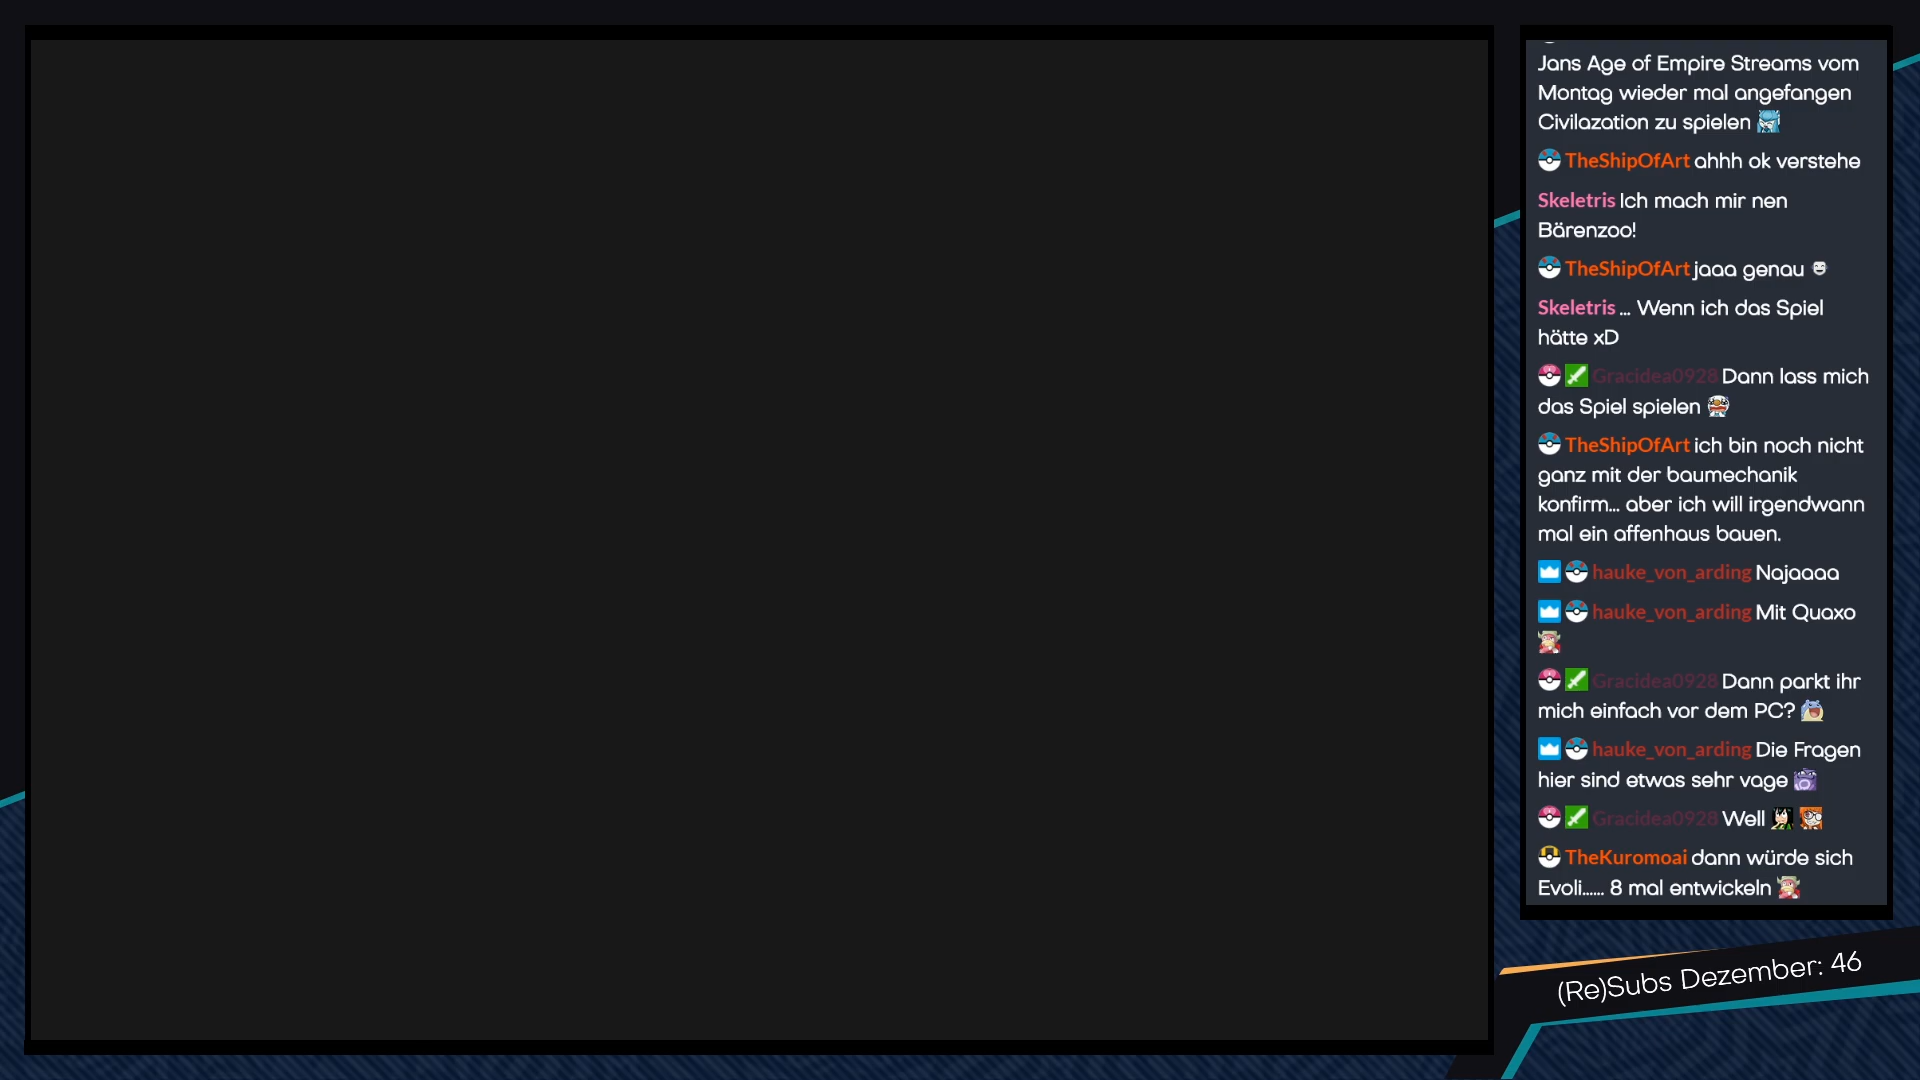 Jans Age of Empire Streams vom
Montag wieder mal angefangen
Civilazation zu spielen
TheShipOfArt ahhh ok verstehe
Skeletris Ich mach mir nen
Bärenzoo!
TheShipOfArt jaaa genau
Skeletris ... Wenn ich das Spiel
hätte xD
Gracidea0928 Dann lass mich
das Spiel spielen
TheShipOfArt ich bin noch nicht
ganz mit der baumechanik
konfirm... aber ich will irgendwann
mal ein affenhaus bauen.
hauke_von_arding Najaaaa
hauke_von_arding Mit Quaxo
Gracidea0928 Dann parkt ihr
mich einfach vor dem PC?
hauke_von_arding Die Fragen
hier sind etwas sehr vage
Gracidea0928 Well
TheKuromoai dann würde sich
Evoli...... 8 mal entwickeln
(Re)Subs Dezember: 46